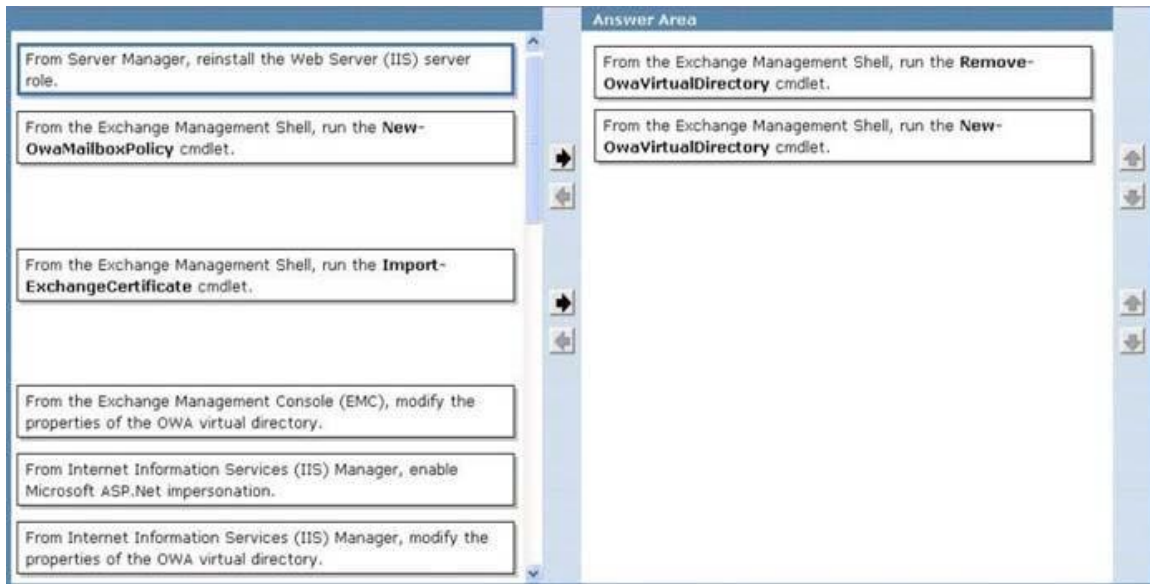 From Server Manager, reinstall the Web Server (IIS) server
role.
From the Exchange Management Shell, run the New-
OwaMailboxPolicy cmdlet.
From the Exchange Management Shell, run the Import-
ExchangeCertificate cmdlet.
From the Exchange Management Console (EMC), modify the
properties of the OWA virtual directory.
From Internet Information Services (IIS) Manager, enable
Microsoft ASP.Net impersonation.
From Internet Information Services (IIS) Manager, modify the
properties of the OWA virtual directory.
Answer Area
From the Exchange Management Shell, run the Remove-
OwaVirtualDirectory cmdlet.
From the Exchange Management Shell, run the New-
OwaVirtualDirectory cmdlet.